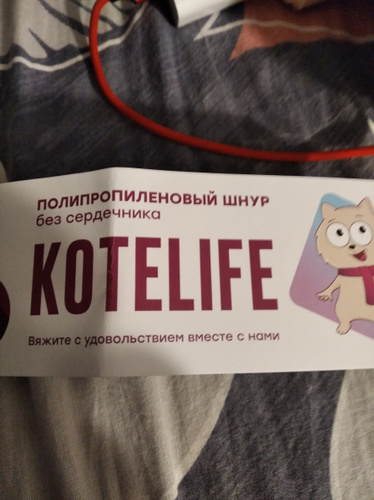 ПОЛИПРОПИЛЕНОВЫЙ ШНУР
без сердечника
KOTELIFE
Вяжите с удовольствием вместе с нами